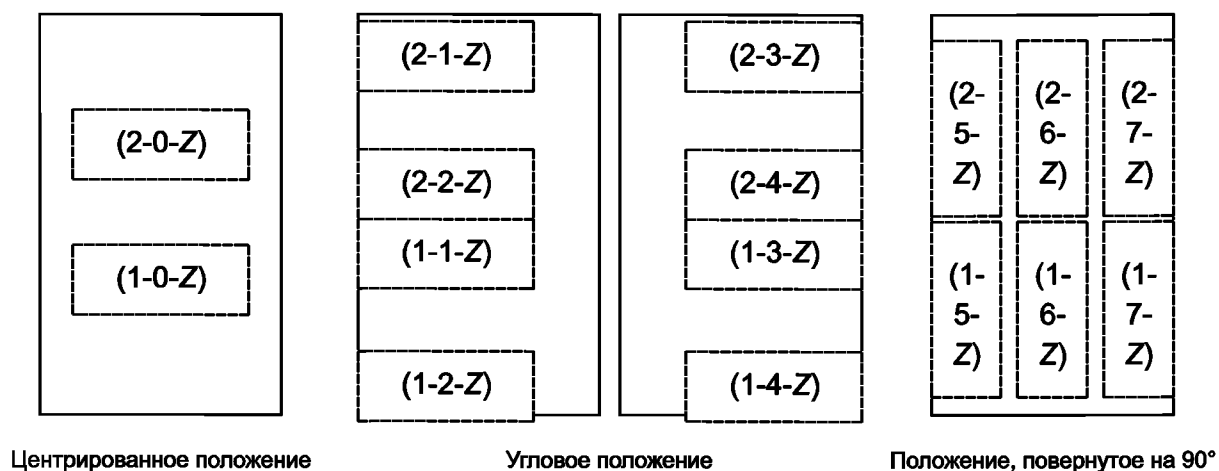 (2-0-Z)
(1-0-Z)
Центрированное положение
(2-1-Z)
(2-2-Z)
(1-1-Z)
(1-2-Z)
(2-3-Z)
(2-4-Z)
(1-3-Z)
(1-4-Z)
Угловое положение
(2-
5-
Z)
(2-
6-
Z)
(2-
7-
Z)
(1-
5-
Z)
(1-
6-
Z)
(1-
7-
Z)
Положение, повернутое на 90°